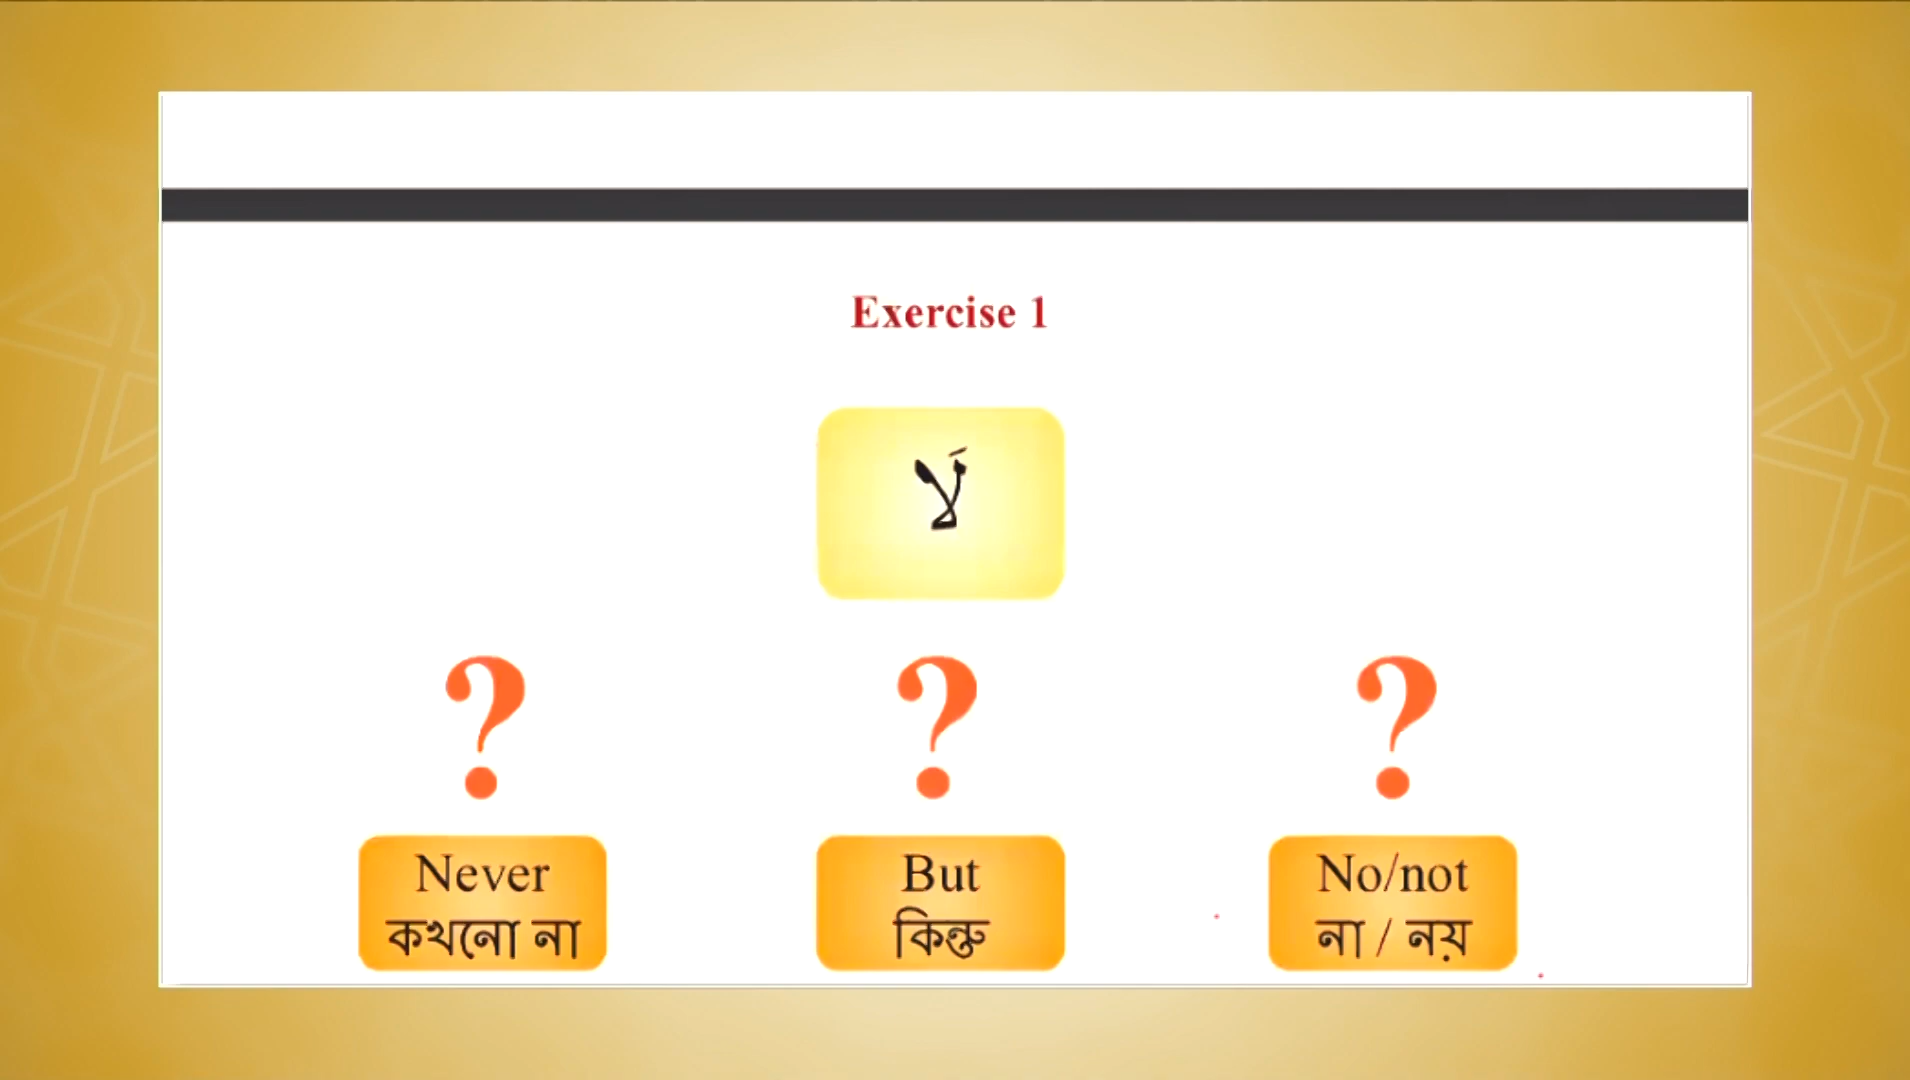 Exercise 1
لَا
Never
কখনো না
But
কিন্তু
No/not
না / নয়